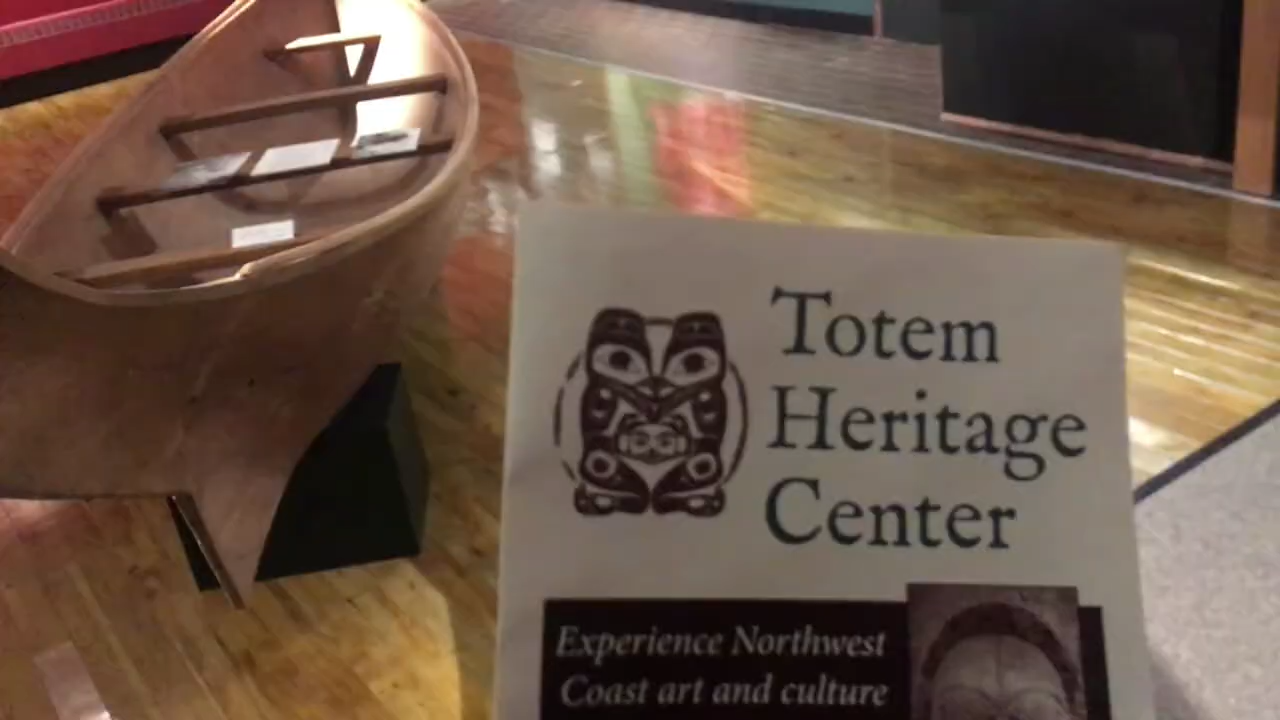 Totem
Heritage
Center
Experience Northwest
Coast art and culture